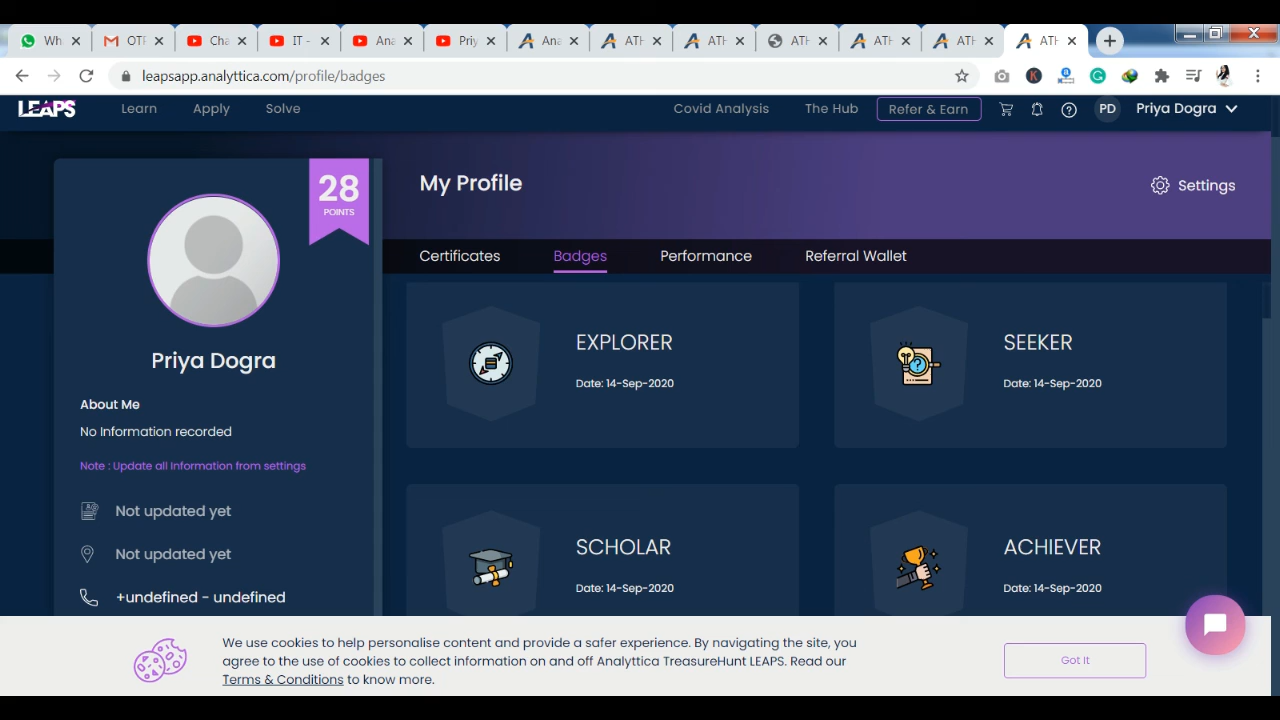 Wh
OTF
Cha
IT -
Ana
Priy
Ana
ATH
ATH
ATH
ATH
ATH
ATH
leapsapp.analyttica.com/profile/badges
LEAPS
Learn
Apply
Solve
Covid Analysis
The Hub
Refer & Earn
PD
Priya Dogra
28
POINTS
My Profile
Settings
Certificates
Badges
Performance
Referral Wallet
Priya Dogra
About Me
No Information recorded
Note : Update all Information from settings
Not updated yet
Not updated yet
+undefined - undefined
EXPLORER
Date: 14-Sep-2020
SEEKER
Date: 14-Sep-2020
SCHOLAR
Date: 14-Sep-2020
ACHIEVER
Date: 14-Sep-2020
We use cookies to help personalise content and provide a safer experience. By navigating the site, you
agree to the use of cookies to collect information on and off Analyttica TreasureHunt LEAPS. Read our
Terms & Conditions to know more.
Got It